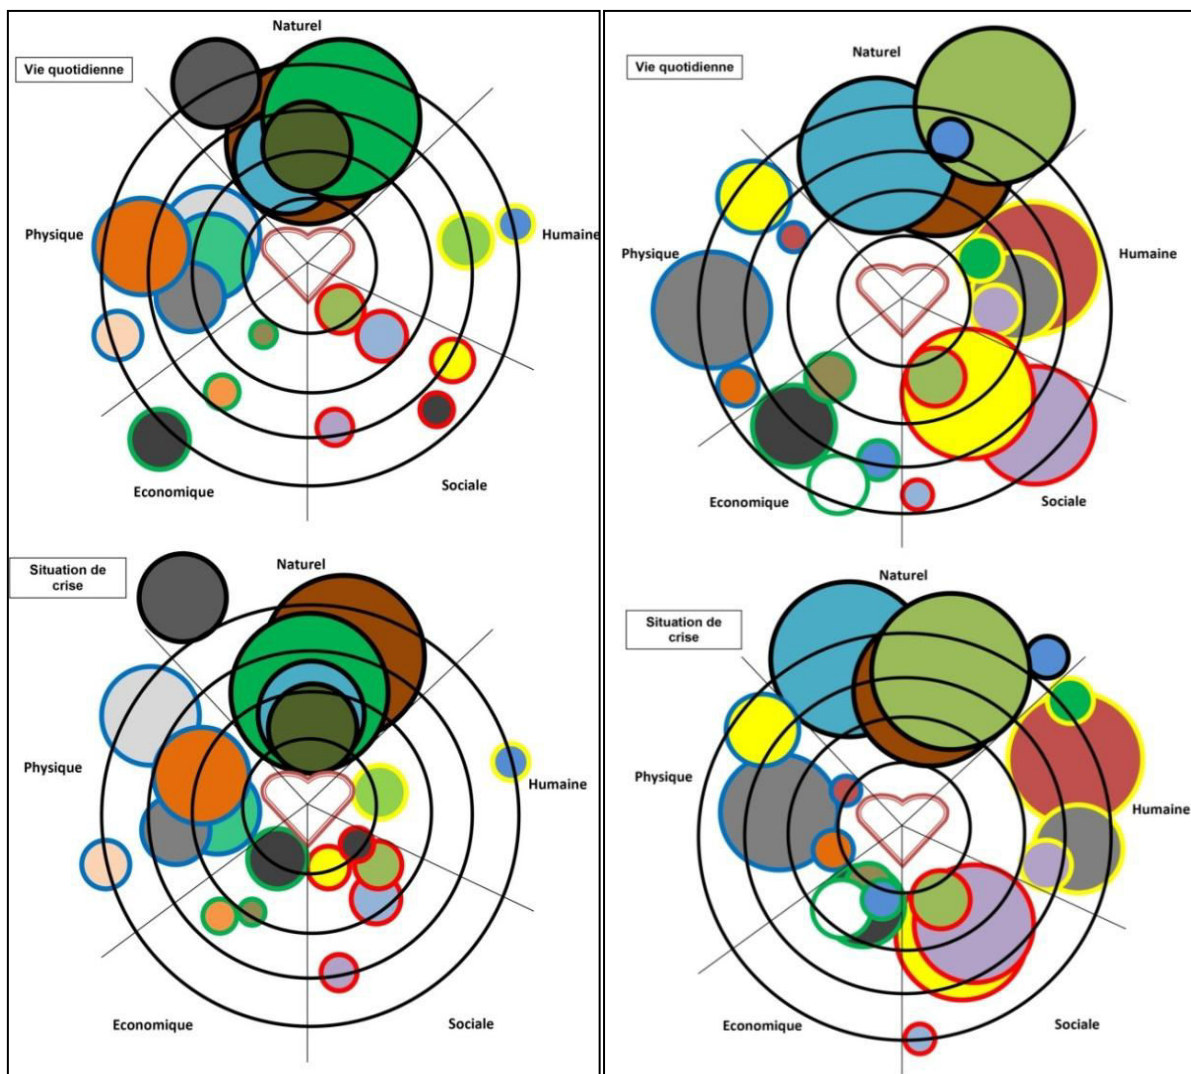 Naturel
Vie quotidienne
Physique
Humaine
Economique
Sociale
Situation de
crise
Naturel
Physique
Humaine
Economique
Sociale
Naturel
Vie quotidienne
Physique
Humaine
Economique
Sociale
Naturel
Situation de
crise
Physique
Humaine
Economique
Sociale